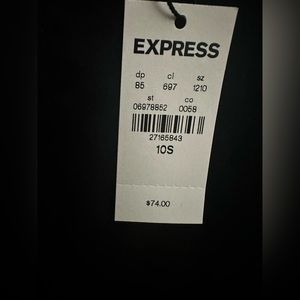 EXPRESS
dp cl sz
85 697 1210
st co
06978852 0058
27165843
10S
$74.00